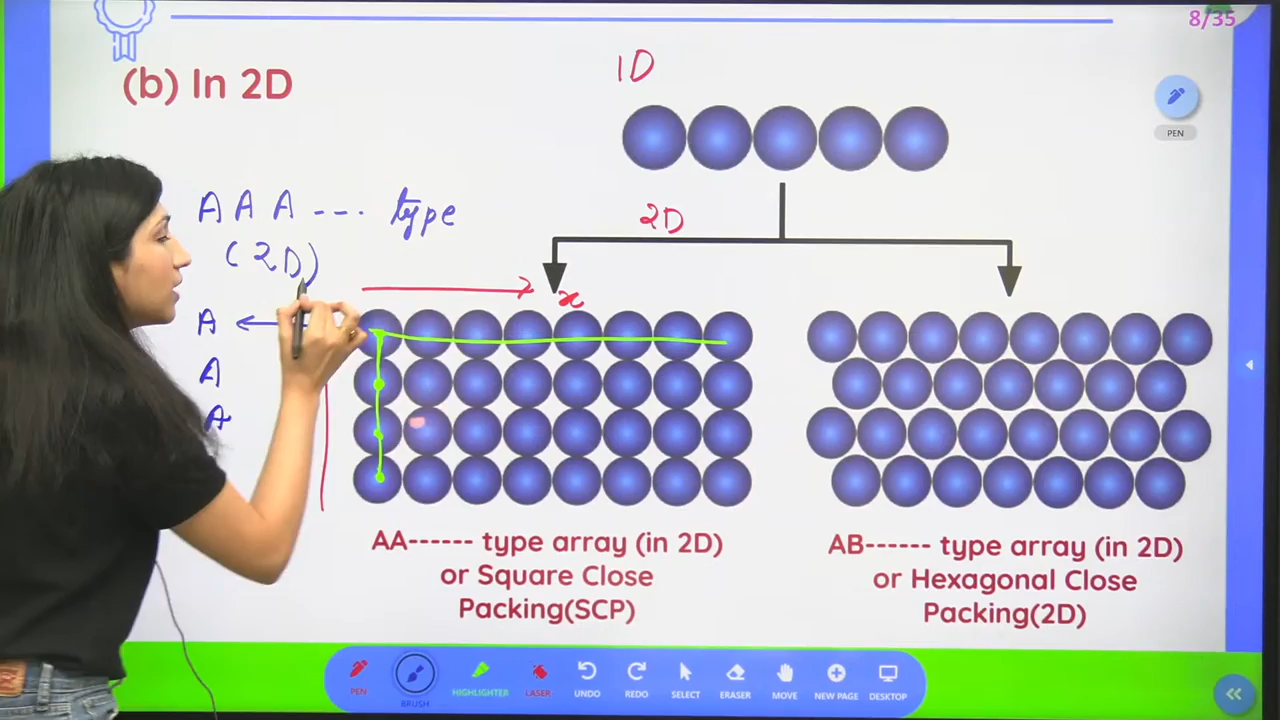 8/35
(b) In 2D
1D
PEN
A A A --- type
(2D)
2D
x
A
A
A
AA------ type array (in 2D)
or Square Close
Packing(SCP)
AB------ type array (in 2D)
or Hexagonal Close
Packing(2D)
PEN
BRUSH
HIGHLIGHTER
LASER
UNDO
REDO
SELECT
ERASER
MOVE
NEW PAGE
DESKTOP